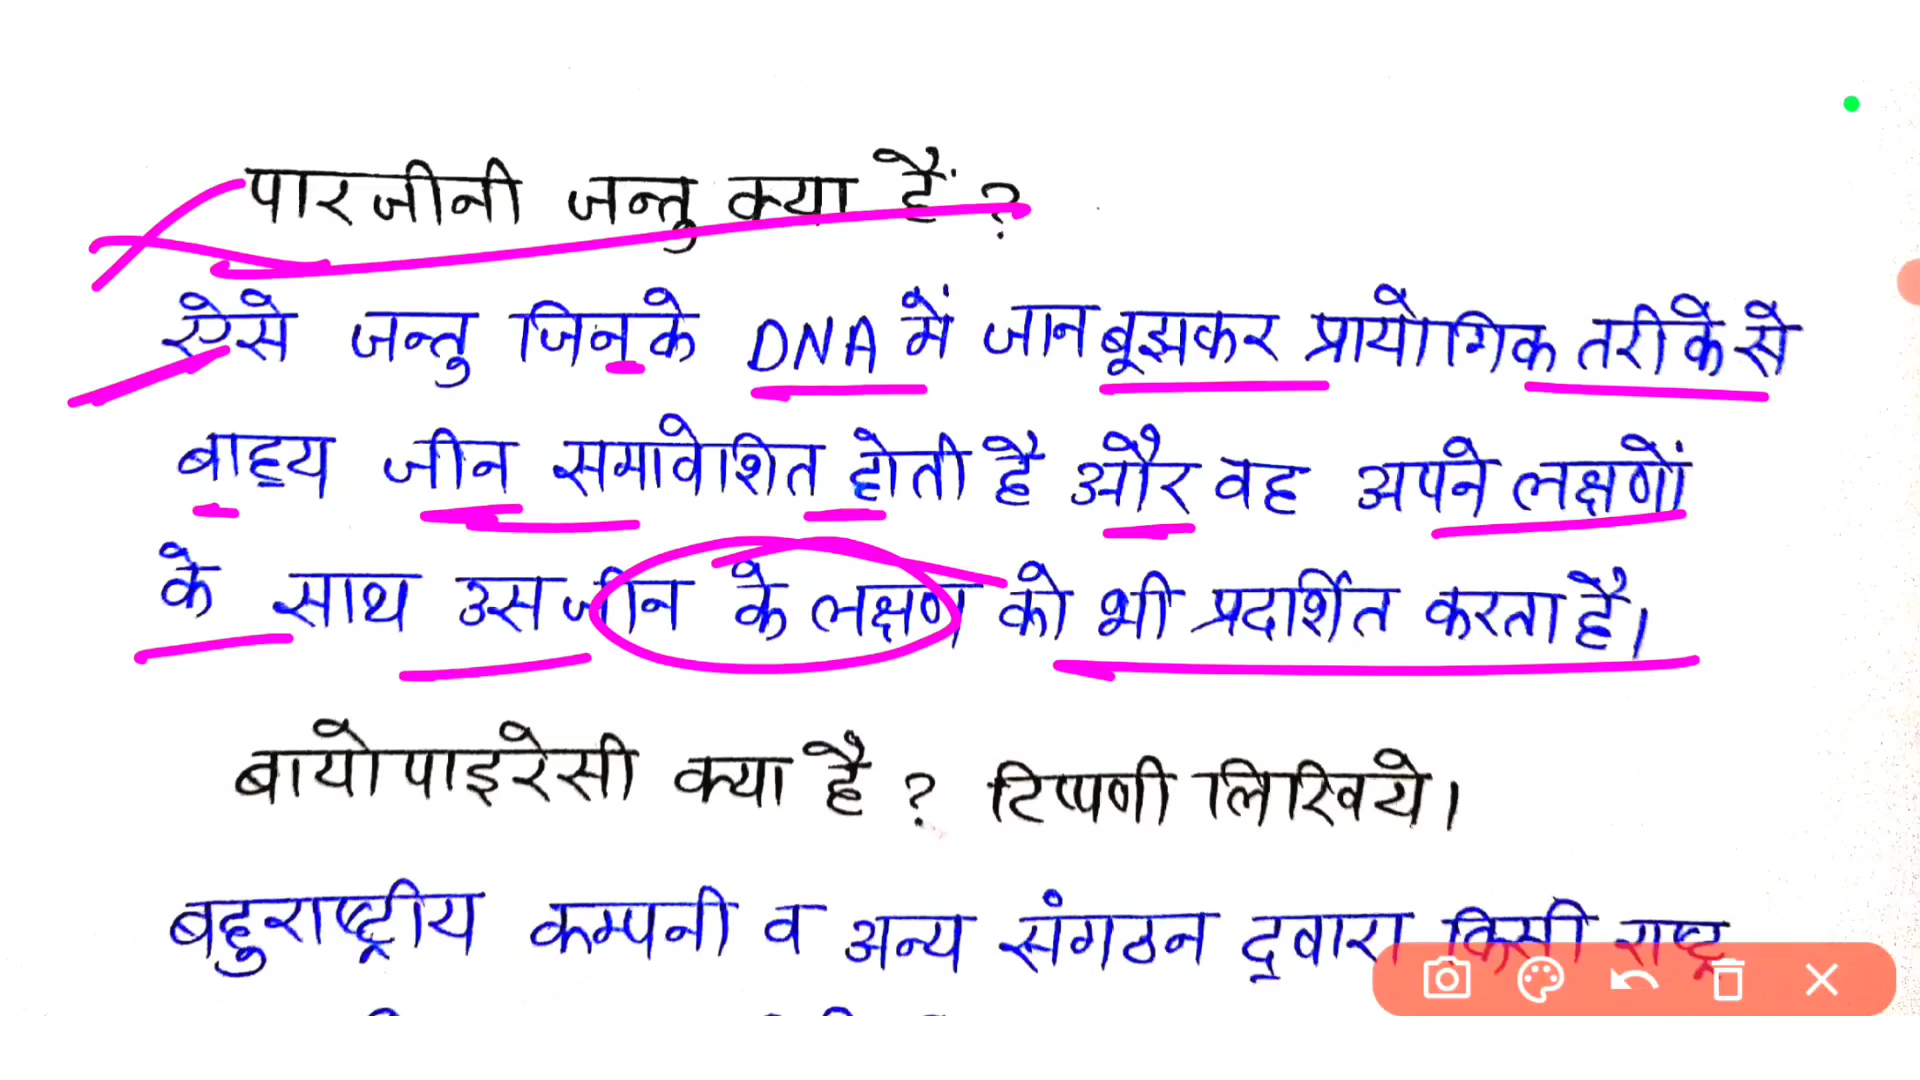 पारजीनी जन्तु क्या हैं ?
ऐसे जन्तु जिनके DNA में जान बूझकर प्रायोगिक तरीके से
बाह्य जीन समावेशित होती है और वह अपने लक्षणों
के साथ उस जीन के लक्षण को भी प्रदर्शित करता है।
बायोपाइरेसी क्या है ? टिप्पणी लिखिये।
बहुराष्ट्रीय कम्पनी व अन्य संगठन द्वारा किसी राष्ट्र